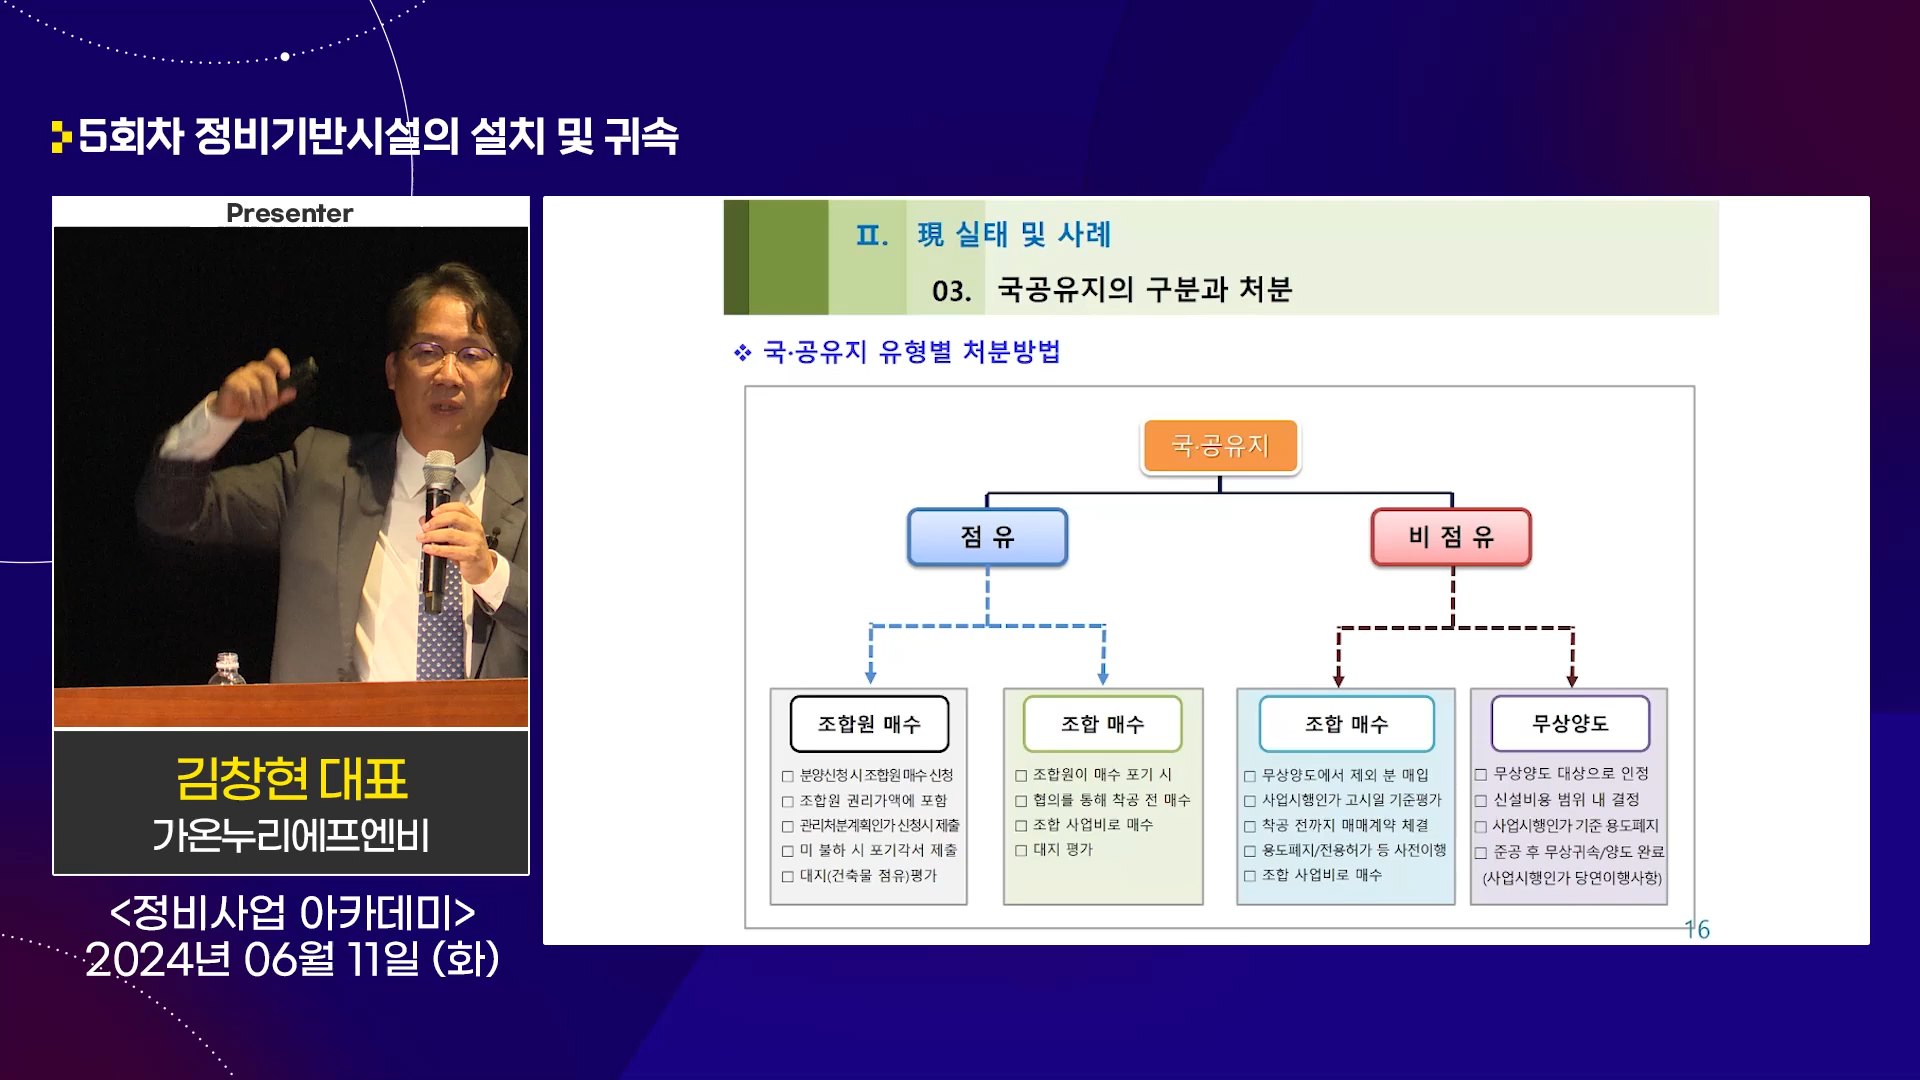 5회차 정비기반시설의 설치 및 귀속
Presenter
김창현 대표
가온누리에프엔비
<정비사업 아카데미>
2024년 06월 11일 (화)
Ⅱ. 現 실태 및 사례
03. 국공유지의 구분과 처분
❖ 국·공유지 유형별 처분방법
국·공유지
점 유
비 점 유
조합원 매수
□ 분양신청 시 조합원 매수 신청
□ 조합원 권리가액에 포함
□ 관리처분계획인가 신청시 제출
□ 미 불하 시 포기각서 제출
□ 대지(건축물 점유)평가
조합 매수
□ 조합원이 매수 포기 시
□ 협의를 통해 착공 전 매수
□ 조합 사업비로 매수
□ 대지 평가
조합 매수
□ 무상양도에서 제외 분 매입
□ 사업시행인가 고시일 기준평가
□ 착공 전까지 매매계약 체결
□ 용도폐지/전용허가 등 사전이행
□ 조합 사업비로 매수
무상양도
□ 무상양도 대상으로 인정
□ 신설비용 범위 내 결정
□ 사업시행인가 기준 용도폐지
□ 준공 후 무상귀속/양도 완료
(사업시행인가 당연이행사항)
16